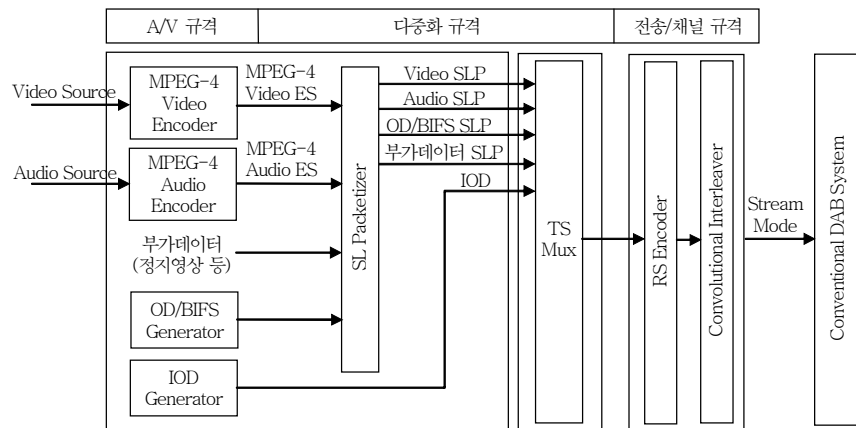 A/V 규격
다중화 규격
전송/채널 규격
Video Source
MPEG-4
Video
Encoder
MPEG-4
Video ES
Audio Source
MPEG-4
Audio
Encoder
MPEG-4
Audio ES
부가데이터
(정지영상 등)
OD/BIFS
Generator
IOD
Generator
SL Packetizer
Video SLP
Audio SLP
OD/BIFS SLP
부가데이터 SLP
IOD
TS
Mux
RS Encoder
Convolutional Interleaver
Stream
Mode
Conventional DAB System